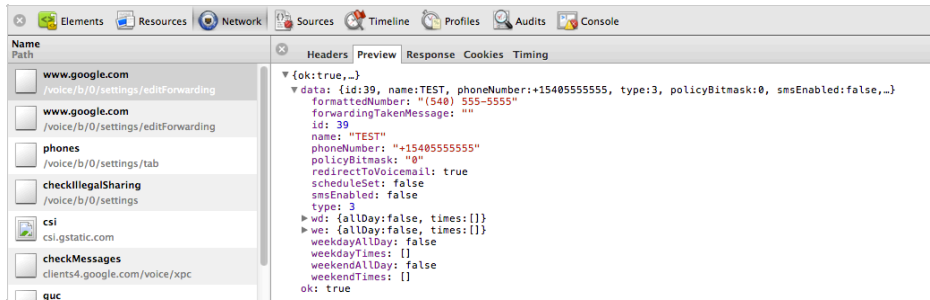 Elements Resources Network Sources Timeline Profiles Audits Console
Name
Path
Headers Preview Response Cookies Timing
www.google.com
/voice/b/0/settings/editForwarding
www.google.com
/voice/b/0/settings/editForwarding
phones
/voice/b/0/settings/tab
checkIllegalSharing
/voice/b/0/settings
csi
csi.gstatic.com
checkMessages
clients4.google.com/voice/xpc
guc
{ok:true,…}
data: {id:39, name:TEST, phoneNumber:+15405555555, type:3, policyBitmask:0, smsEnabled:false,…}
formattedNumber: "(540) 555-5555"
forwardingTakenMessage: ""
id: 39
name: "TEST"
phoneNumber: "+15405555555"
policyBitmask: "0"
redirectToVoicemail: true
scheduleSet: false
smsEnabled: false
type: 3
wd: {allDay:false, times:[]}
we: {allDay:false, times:[]}
weekdayAllDay: false
weekdayTimes: []
weekendAllDay: false
weekendTimes: []
ok: true